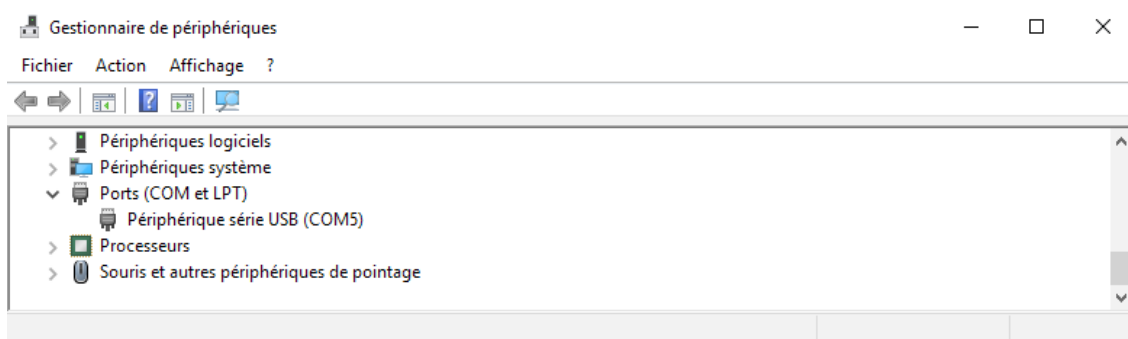 Gestionnaire de périphériques
Fichier Action Affichage ?
Périphériques logiciels
Périphériques système
Ports (COM et LPT)
Périphérique série USB (COM5)
Processeurs
Souris et autres périphériques de pointage